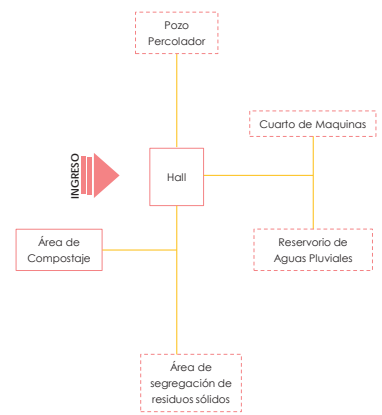 Pozo
Percolador
Cuarto de Maquinas
INGRESO
Hall
Área de
Compostaje
Reservorio de
Aguas Pluviales
Área de
segregación de
residuos sólidos